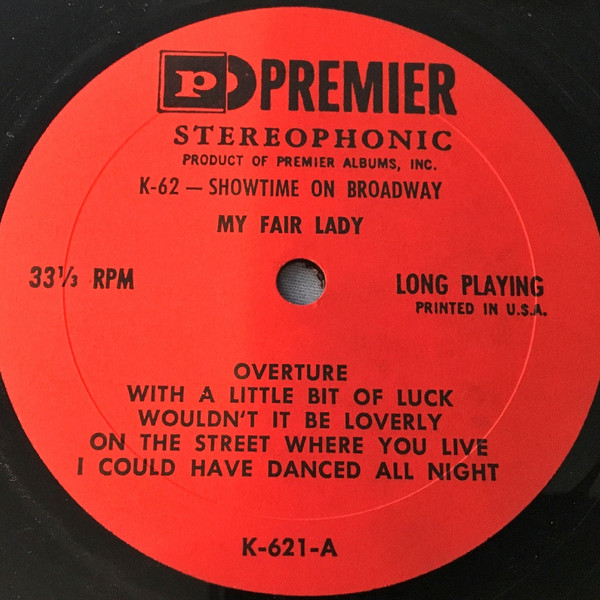 P PREMIER
STEREOPHONIC
PRODUCT OF PREMIER ALBUMS, INC.
K-62 — SHOWTIME ON BROADWAY
MY FAIR LADY
33⅓ RPM
LONG PLAYING
PRINTED IN U.S.A.
OVERTURE
WITH A LITTLE BIT OF LUCK
WOULDN'T IT BE LOVERLY
ON THE STREET WHERE YOU LIVE
I COULD HAVE DANCED ALL NIGHT
K-621-A